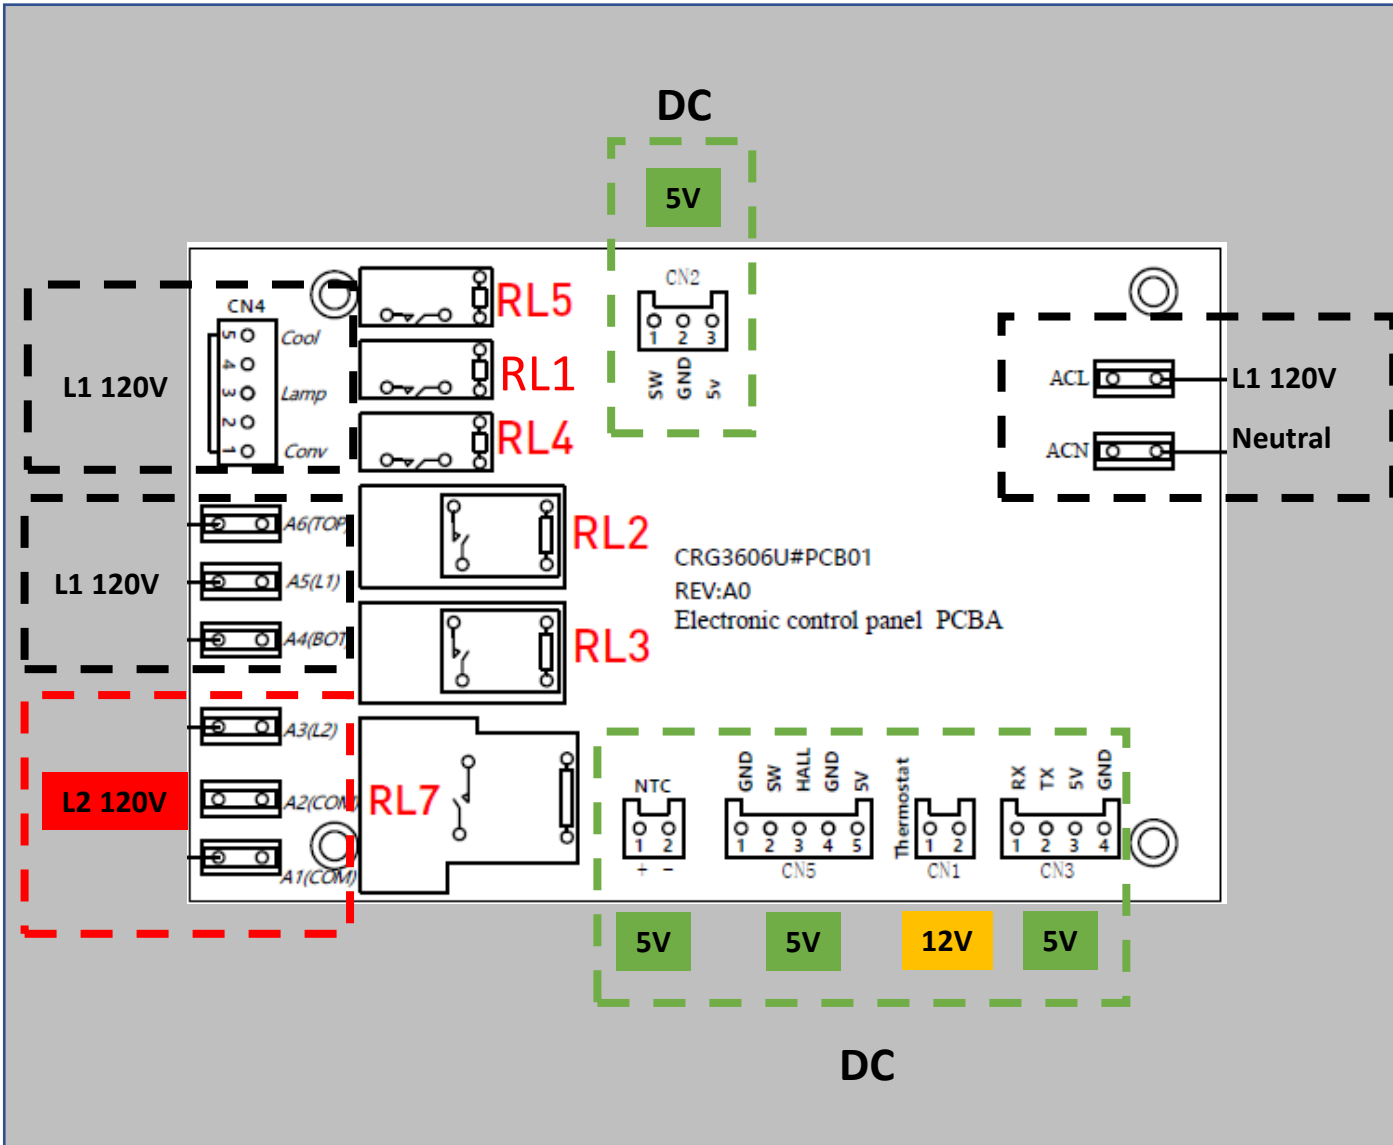 DC
5V
CN2
1 2 3
SW GND 5v
CN4
5 Cool
4
3 Lamp
2
1 Conv
L1 120V
RL5
RL1
RL4
ACL
L1 120V
ACN
Neutral
L1 120V
A6(TOP)
A5(L1)
A4(BOT)
RL2
RL3
CRG3606U#PCB01
REV:A0
Electronic control panel PCBA
L2 120V
A3(L2)
A2(COM)
A1(COM)
RL7
NTC
1 2
+ −
GND SW HALL GND 5V
1 2 3 4 5
CN5
Thermostat
1 2
CN1
RX TX 5V GND
1 2 3 4
CN3
5V
5V
12V
5V
DC